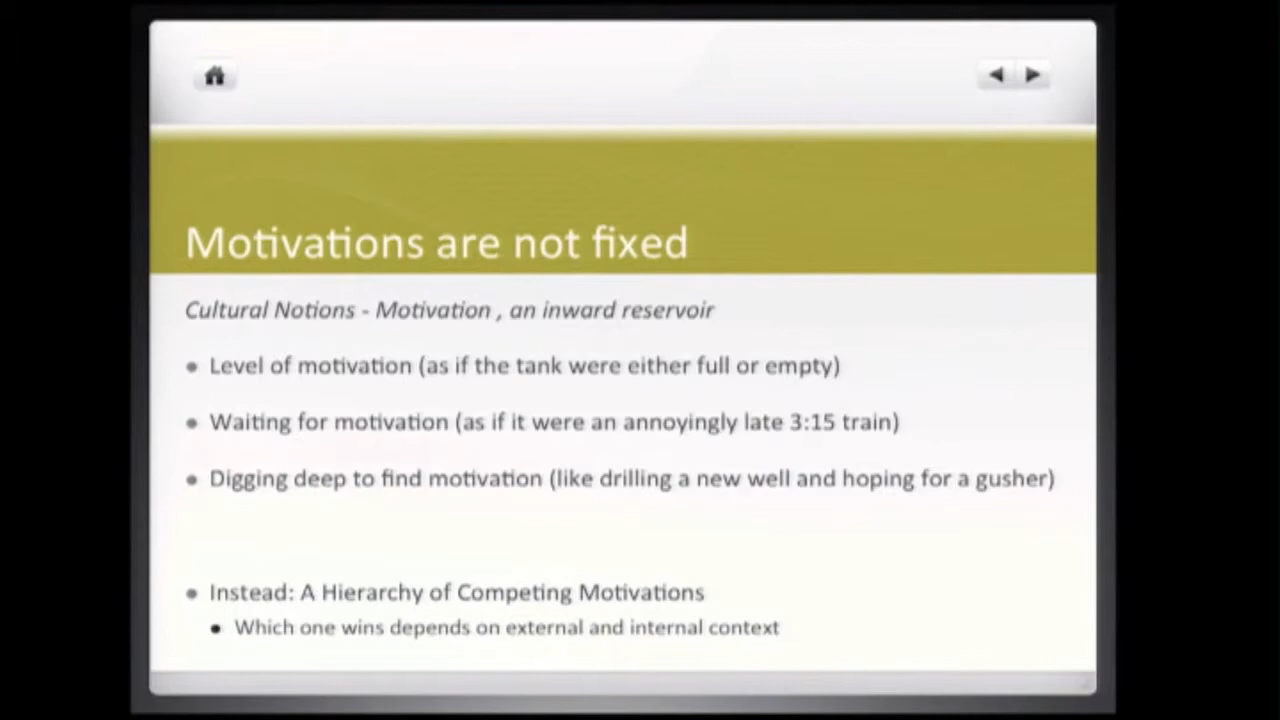 Motivations are not fixed
Cultural Notions - Motivation , an inward reservoir
• Level of motivation (as if the tank were either full or empty)
• Waiting for motivation (as if it were an annoyingly late 3:15 train)
• Digging deep to find motivation (like drilling a new well and hoping for a gusher)
• Instead: A Hierarchy of Competing Motivations
• Which one wins depends on external and internal context